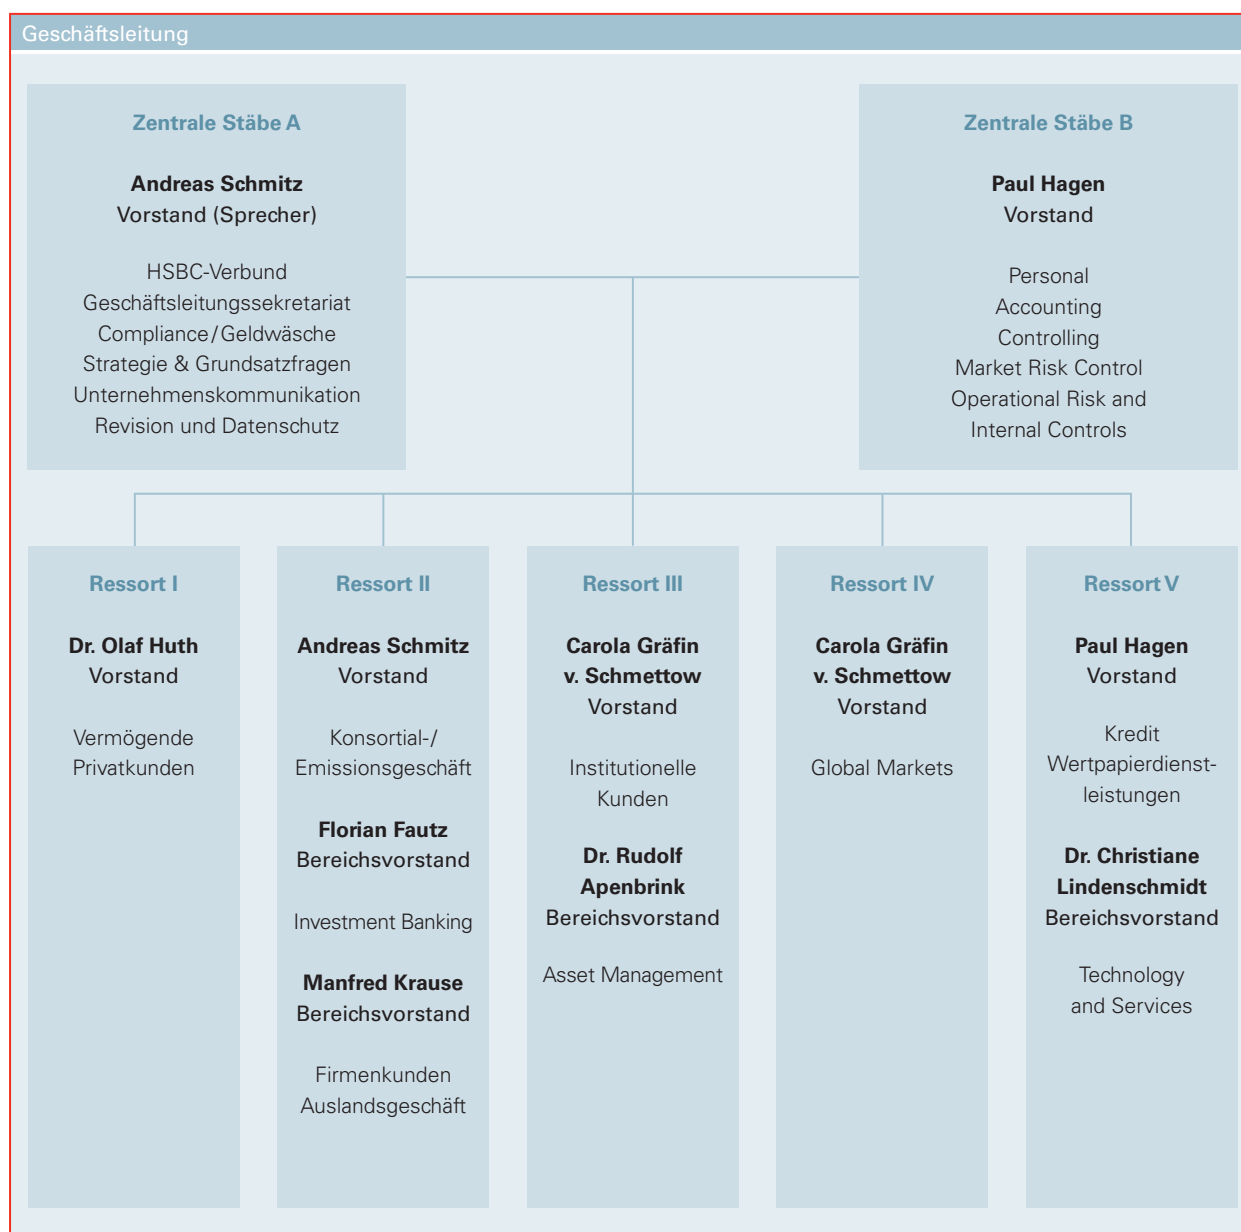 Geschäftsleitung
Zentrale Stäbe A
Andreas Schmitz
Vorstand (Sprecher)
HSBC-Verbund
Geschäftsleitungssekretariat
Compliance/Geldwäsche
Strategie & Grundsatzfragen
Unternehmenskommunikation
Revision und Datenschutz
Zentrale Stäbe B
Paul Hagen
Vorstand
Personal
Accounting
Controlling
Market Risk Control
Operational Risk and
Internal Controls
Ressort I
Dr. Olaf Huth
Vorstand
Vermögende
Privatkunden
Ressort II
Andreas Schmitz
Vorstand
Konsortial-/
Emissionsgeschäft
Florian Fautz
Bereichsvorstand
Investment Banking
Manfred Krause
Bereichsvorstand
Firmenkunden
Auslandsgeschäft
Ressort III
Carola Gräfin
v. Schmettow
Vorstand
Institutionelle
Kunden
Dr. Rudolf
Apenbrink
Bereichsvorstand
Asset Management
Ressort IV
Carola Gräfin
v. Schmettow
Vorstand
Global Markets
Ressort V
Paul Hagen
Vorstand
Kredit
Wertpapierdienst-
leistungen
Dr. Christiane
Lindenschmidt
Bereichsvorstand
Technology
and Services